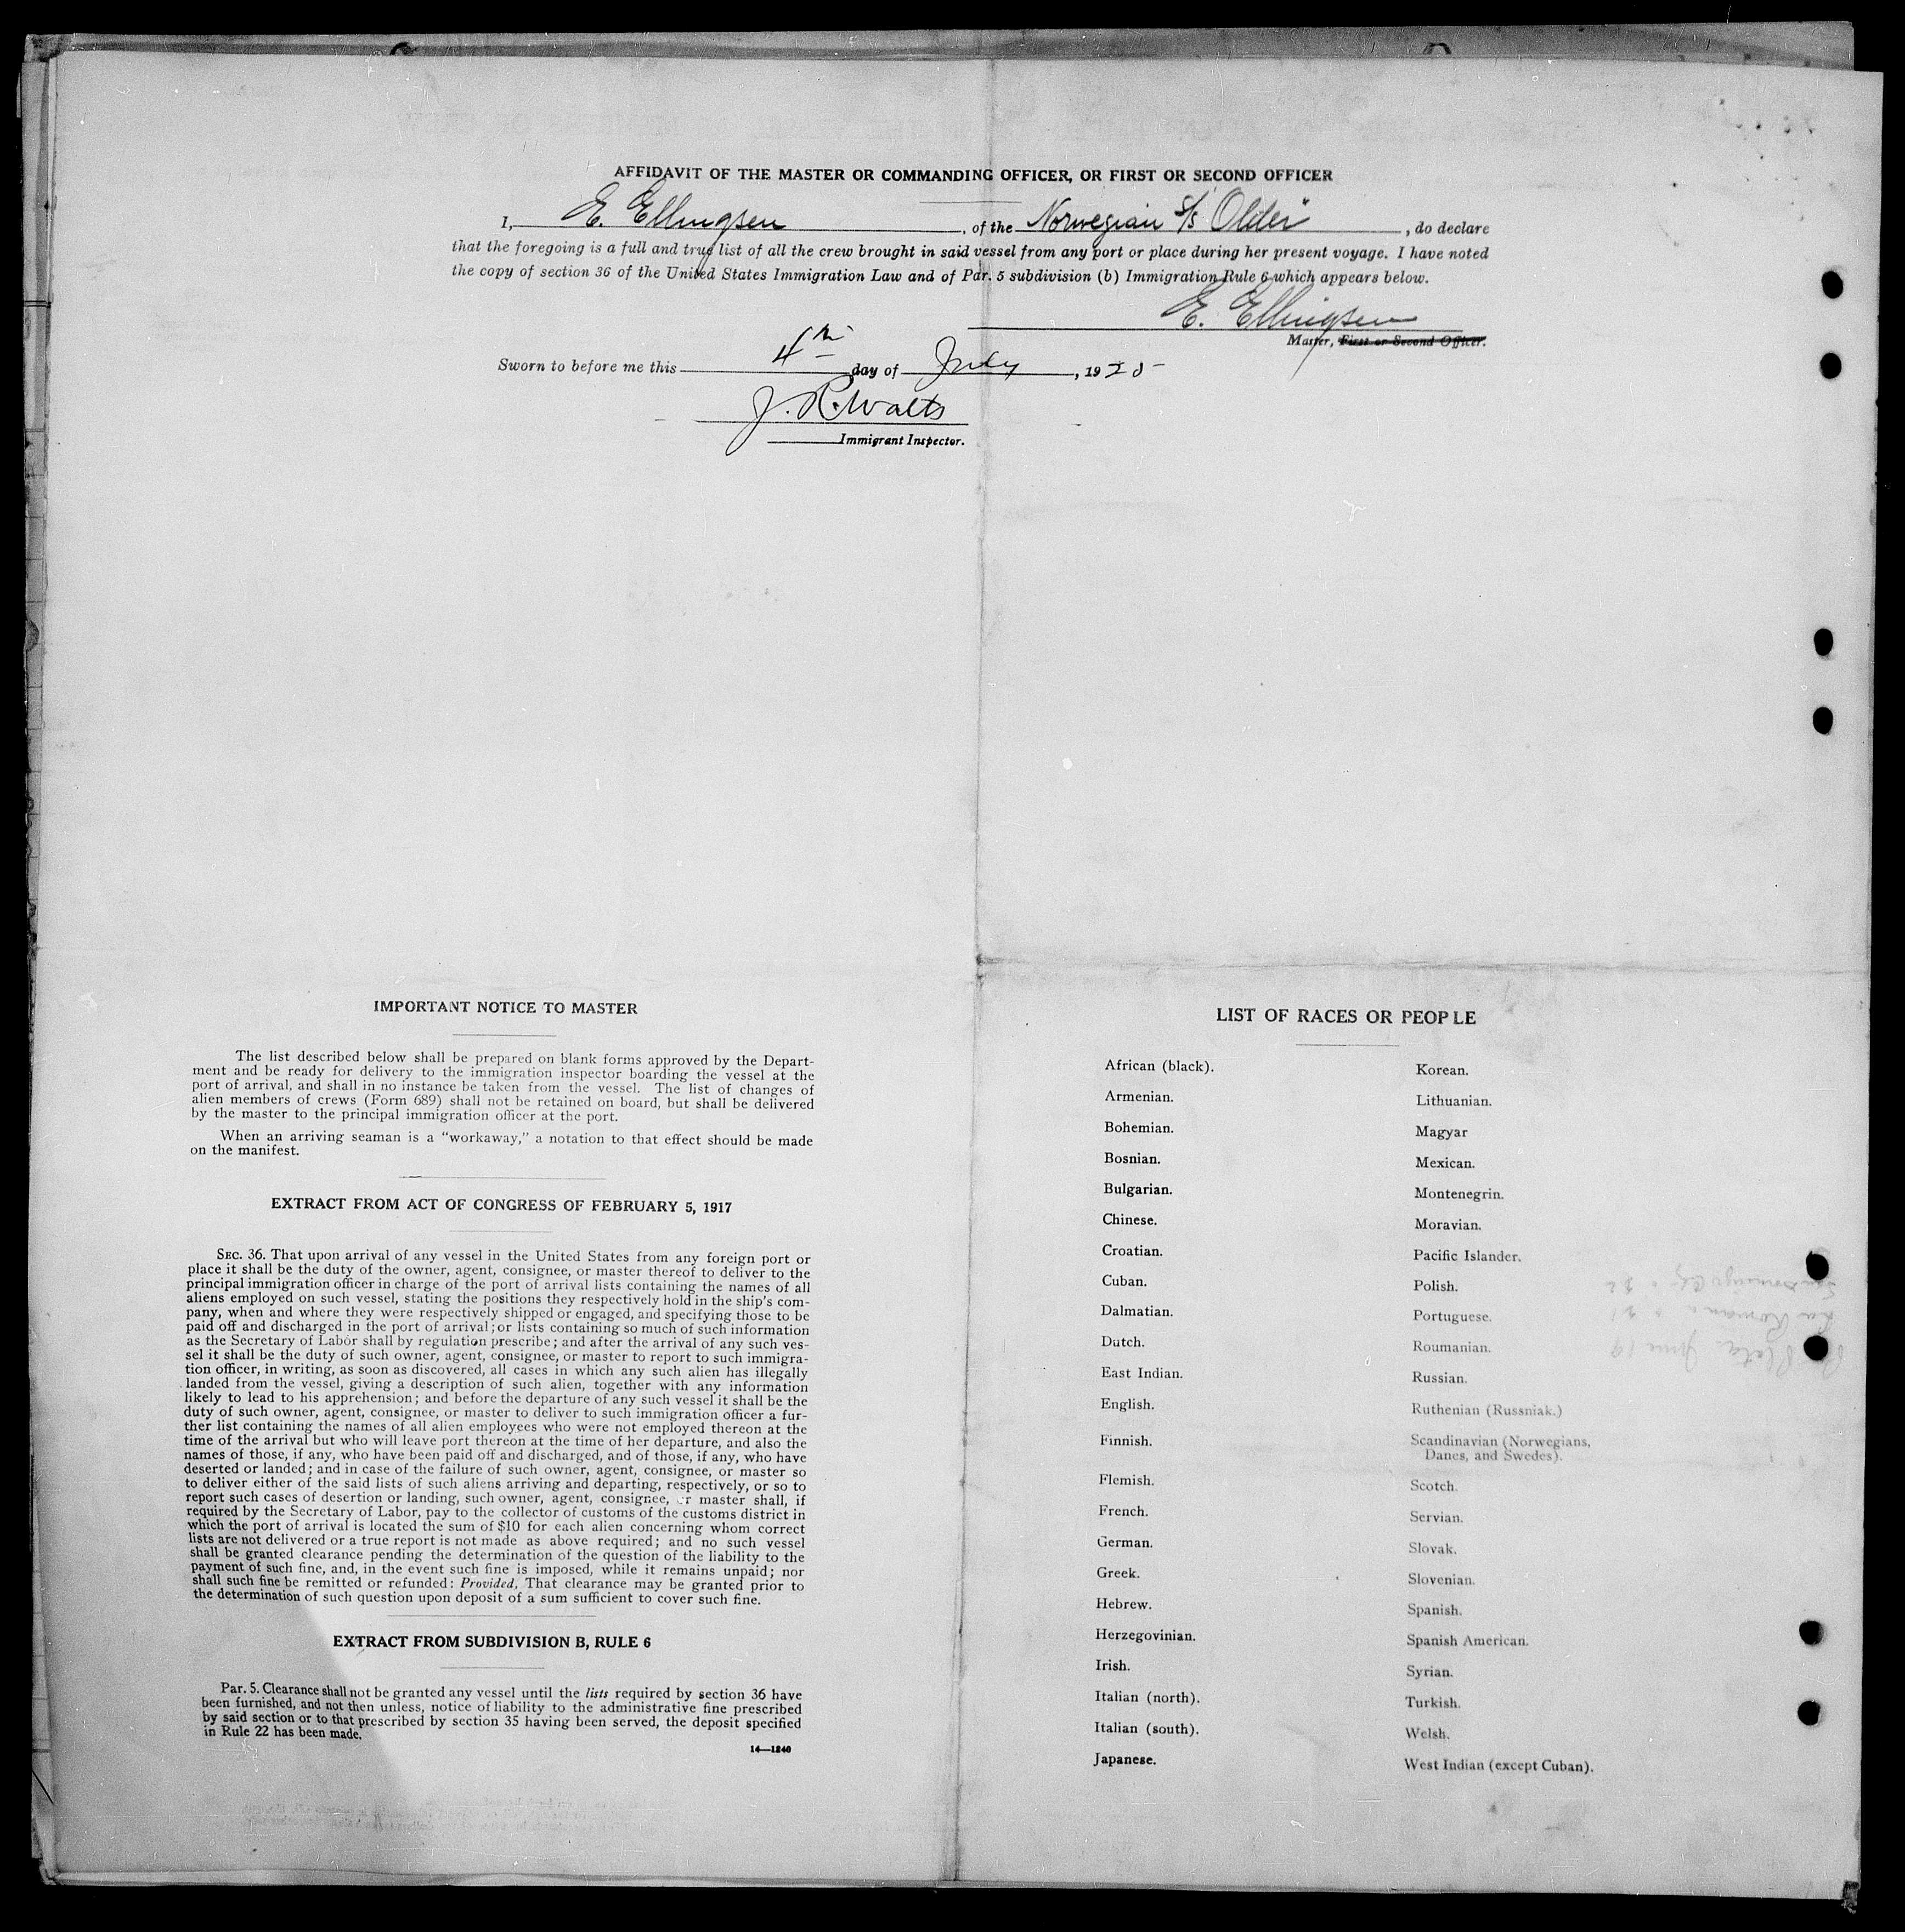 AFFIDAVIT OF THE MASTER OR COMMANDING OFFICER, OR FIRST OR SECOND OFFICER
I, E. Ellingsen, of the Norwegian S/S "Older", do declare
that the foregoing is a full and true list of all the crew brought in said vessel from any port or place during her present voyage. I have noted
the copy of section 36 of the United States Immigration Law and of Par. 5 subdivision (b) Immigration Rule 6 which appears below.
E. Ellingsen
Master, First or Second Officer.
Sworn to before me this 4th day of July, 1925
J. R. Walts
Immigrant Inspector.
IMPORTANT NOTICE TO MASTER
The list described below shall be prepared on blank forms approved by the Depart-
ment and be ready for delivery to the immigration inspector boarding the vessel at the
port of arrival, and shall in no instance be taken from the vessel. The list of changes of
alien members of crews (Form 689) shall not be retained on board, but shall be delivered
by the master to the principal immigration officer at the port.
When an arriving seaman is a "workaway," a notation to that effect should be made
on the manifest.
EXTRACT FROM ACT OF CONGRESS OF FEBRUARY 5, 1917
SEC. 36. That upon arrival of any vessel in the United States from any foreign port or
place it shall be the duty of the owner, agent, consignee, or master thereof to deliver to the
principal immigration officer in charge of the port of arrival lists containing the names of all
aliens employed on such vessel, stating the positions they respectively hold in the ship's com-
pany, when and where they were respectively shipped or engaged, and specifying those to be
paid off and discharged in the port of arrival; or lists containing so much of such information
as the Secretary of Labor shall by regulation prescribe; and after the arrival of any such ves-
sel it shall be the duty of such owner, agent, consignee, or master to report to such immigra-
tion officer, in writing, as soon as discovered, all cases in which any such alien has illegally
landed from the vessel, giving a description of such alien, together with any information
likely to lead to his apprehension; and before the departure of any such vessel it shall be the
duty of such owner, agent, consignee, or master to deliver to such immigration officer a fur-
ther list containing the names of all alien employees who were not employed thereon at the
time of the arrival but who will leave port thereon at the time of her departure, and also the
names of those, if any, who have been paid off and discharged, and of those, if any, who have
deserted or landed; and in case of the failure of such owner, agent, consignee, or master so
to deliver either of the said lists of such aliens arriving and departing, respectively, or so to
report such cases of desertion or landing, such owner, agent, consignee, or master shall, if
required by the Secretary of Labor, pay to the collector of customs of the customs district in
which the port of arrival is located the sum of $10 for each alien concerning whom correct
lists are not delivered or a true report is not made as above required; and no such vessel
shall be granted clearance pending the determination of the question of the liability to the
payment of such fine, and, in the event such fine is imposed, while it remains unpaid; nor
shall such fine be remitted or refunded: Provided, That clearance may be granted prior to
the determination of such question upon deposit of a sum sufficient to cover such fine.
EXTRACT FROM SUBDIVISION B, RULE 6
Par. 5. Clearance shall not be granted any vessel until the lists required by section 36 have
been furnished, and not then unless, notice of liability to the administrative fine prescribed
by said section or to that prescribed by section 35 having been served, the deposit specified
in Rule 22 has been made.
14—1240
LIST OF RACES OR PEOPLE
African (black).
Armenian.
Bohemian.
Bosnian.
Bulgarian.
Chinese.
Croatian.
Cuban.
Dalmatian.
Dutch.
East Indian.
English.
Finnish.
Flemish.
French.
German.
Greek.
Hebrew.
Herzegovinian.
Irish.
Italian (north).
Italian (south).
Japanese.
Korean.
Lithuanian.
Magyar
Mexican.
Montenegrin.
Moravian.
Pacific Islander.
Polish.
Portuguese.
Roumanian.
Russian.
Ruthenian (Russniak.)
Scandinavian (Norwegians,
Danes, and Swedes).
Scotch.
Servian.
Slovak.
Slovenian.
Spanish.
Spanish American.
Syrian.
Turkish.
Welsh.
West Indian (except Cuban).